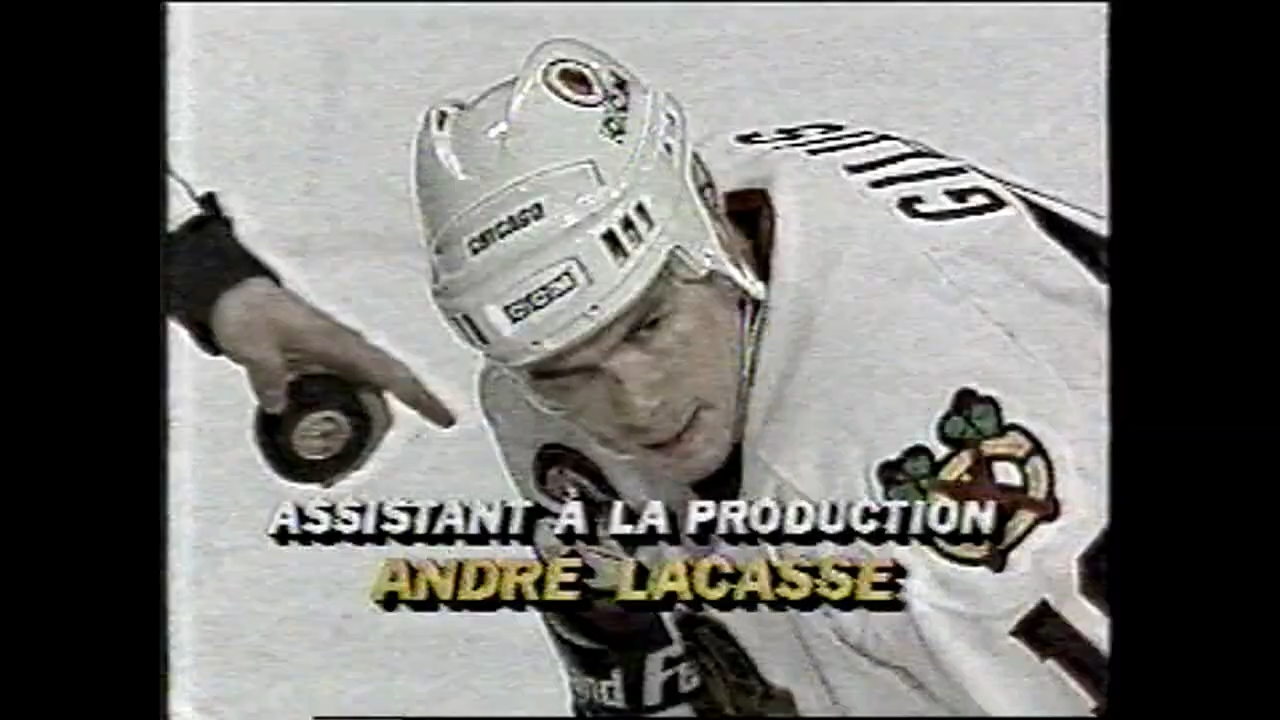 GILLIS
CHICAGO
ASSISTANT À LA PRODUCTION
ANDRÉ LACASSE